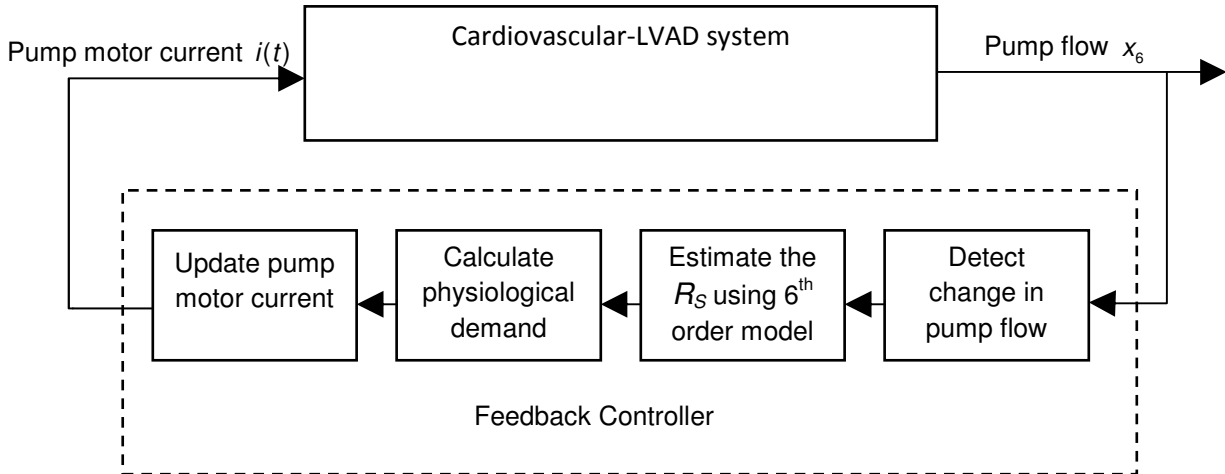 Cardiovascular-LVAD system
Pump motor current i(t)
Pump flow x₆
Update pump
motor current
Calculate
physiological
demand
Estimate the
R_S using 6ᵗʰ
order model
Detect
change in
pump flow
Feedback Controller